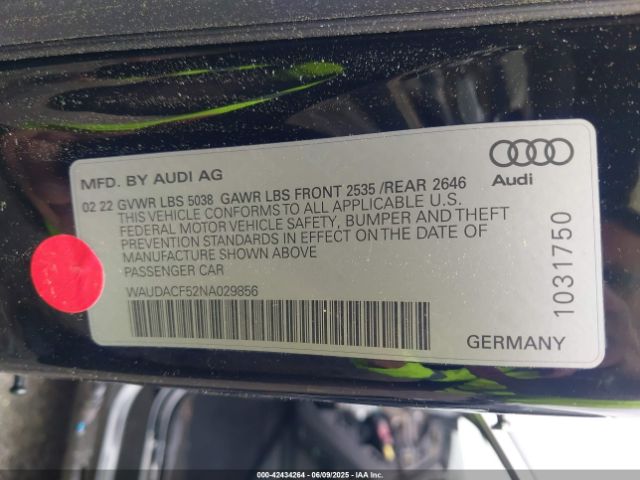 MFD. BY AUDI AG
02 22 GVWR LBS 5038 GAWR LBS FRONT 2535 /REAR 2646
THIS VEHICLE CONFORMS TO ALL APPLICABLE U.S.
FEDERAL MOTOR VEHICLE SAFETY, BUMPER AND THEFT
PREVENTION STANDARDS IN EFFECT ON THE DATE OF
MANUFACTURE SHOWN ABOVE
PASSENGER CAR
WAUDACF52NA029856
Audi
1031750
GERMANY
00-42434264 - 06/09/2025 - IAA Inc.